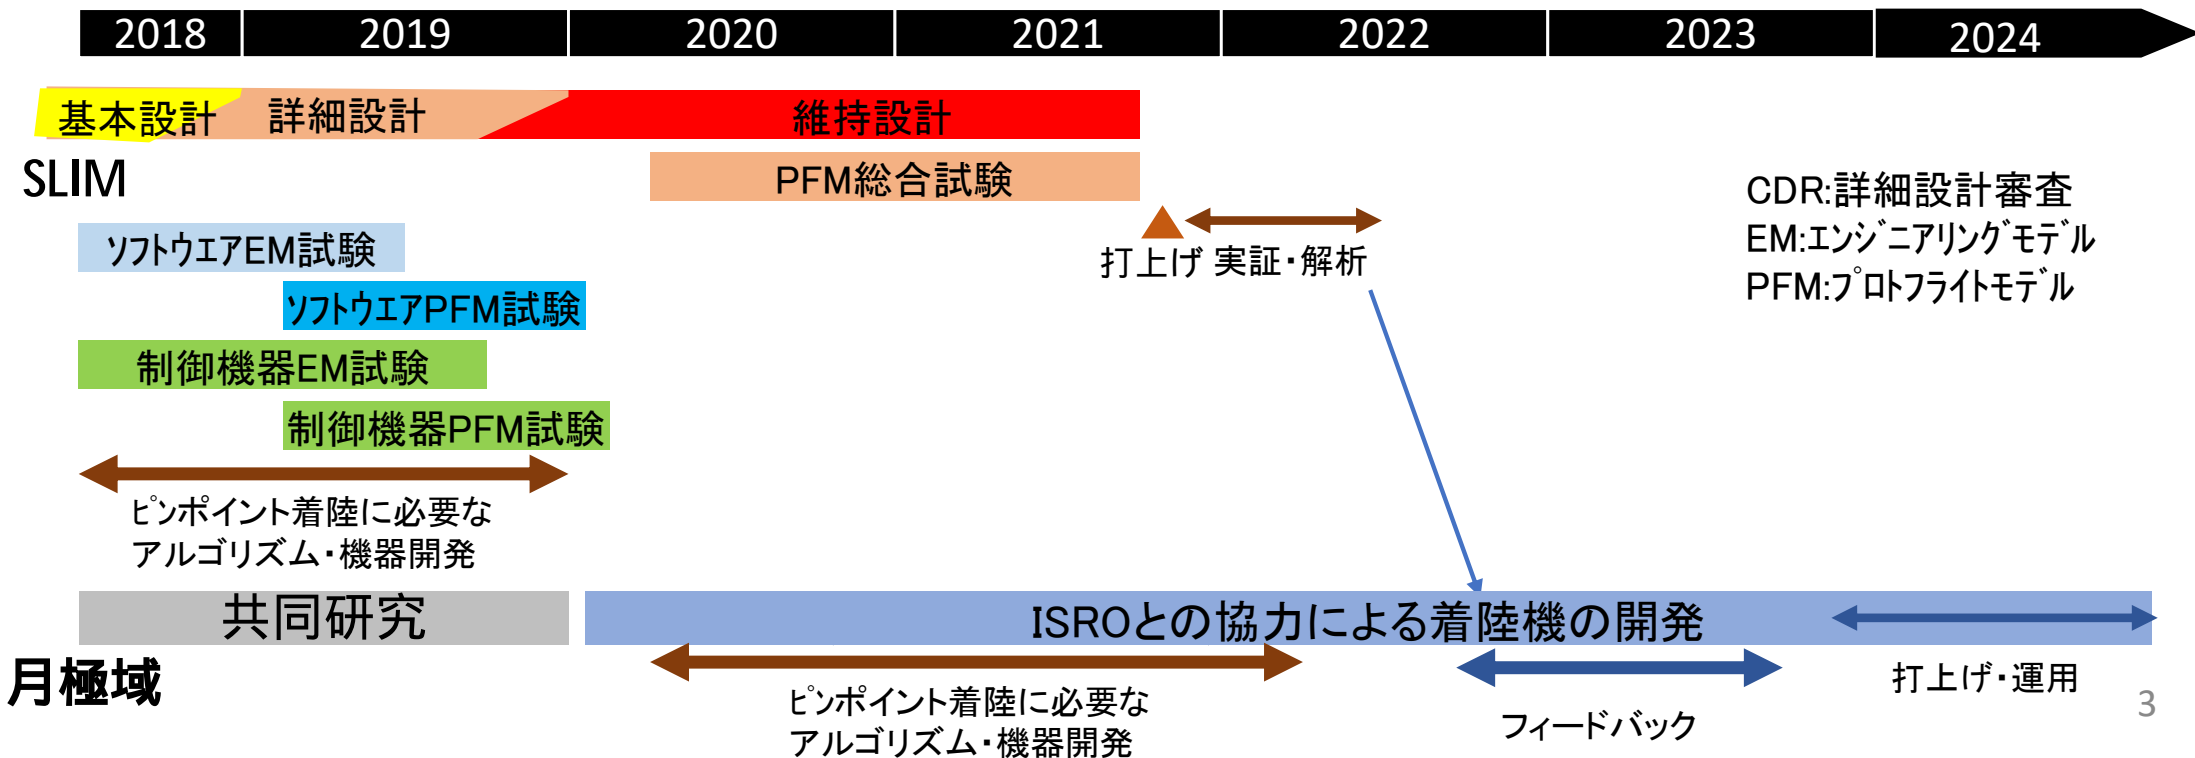 2018 2019 2020 2021 2022 2023 2024
基本設計 詳細設計 維持設計
SLIM
PFM総合試験
CDR:詳細設計審査
EM:エンジニアリングモデル
PFM:プロトフライトモデル
打上げ 実証・解析
ソフトウエアEM試験
ソフトウエアPFM試験
制御機器EM試験
制御機器PFM試験
ピンポイント着陸に必要な
アルゴリズム・機器開発
共同研究
ISROとの協力による着陸機の開発
月極域
ピンポイント着陸に必要な
アルゴリズム・機器開発
フィードバック
打上げ・運用
3